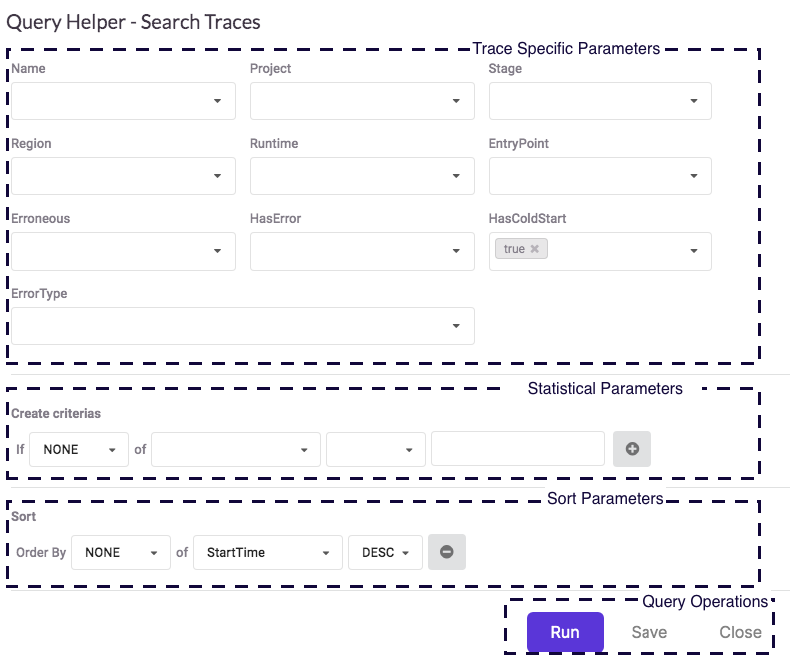 Query Helper - Search Traces
Trace Specific Parameters
Name Project Stage
Region Runtime EntryPoint
Erroneous HasError HasColdStart
true ✖
ErrorType
Statistical Parameters
Create criterias
If NONE of
Sort Parameters
Sort
Order By NONE of StartTime DESC
Query Operations
Run Save Close